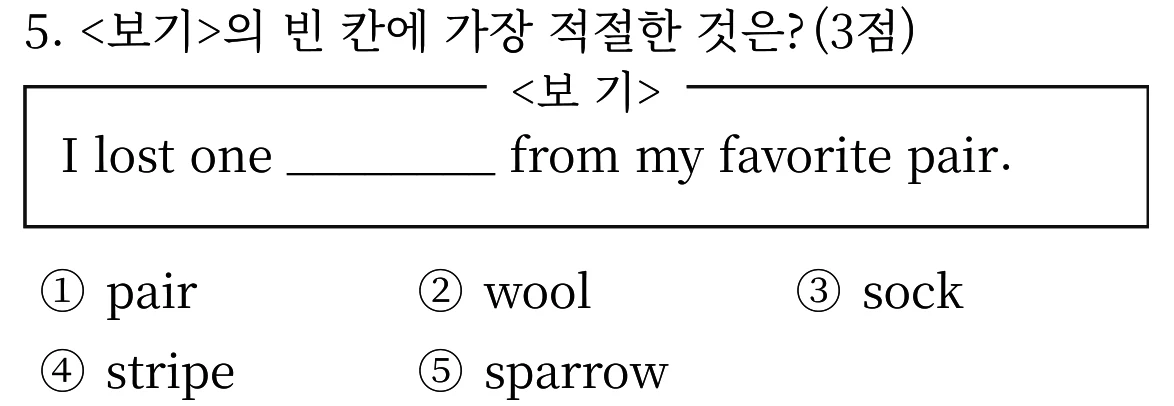 5. <보기>의 빈 칸에 가장 적절한 것은?(3점)
<보 기>
I lost one ________ from my favorite pair.
① pair ② wool ③ sock
④ stripe ⑤ sparrow